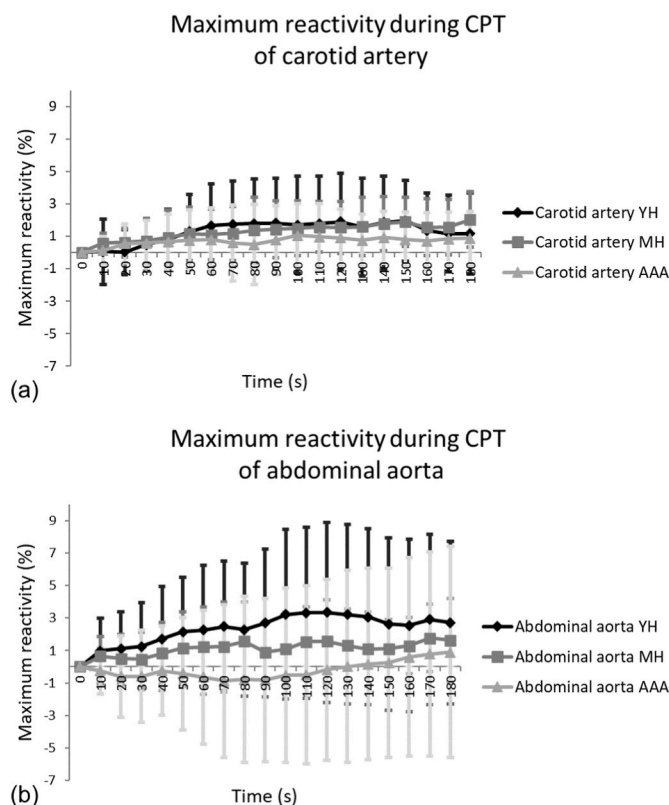 Maximum reactivity during CPT
of carotid artery
Maximum reactivity (%)
9
7
5
3
1
-1
-3
-5
-7
0 10 20 30 40 50 60 70 80 90 100 110 120 130 140 150 160 170 180
Time (s)
Carotid artery YH
Carotid artery MH
Carotid artery AAA
(a)
Maximum reactivity during CPT
of abdominal aorta
Maximum reactivity (%)
9
7
5
3
1
-1
-3
-5
-7
0 10 20 30 40 50 60 70 80 90 100 110 120 130 140 150 160 170 180
Time (s)
Abdominal aorta YH
Abdominal aorta MH
Abdominal aorta AAA
(b)